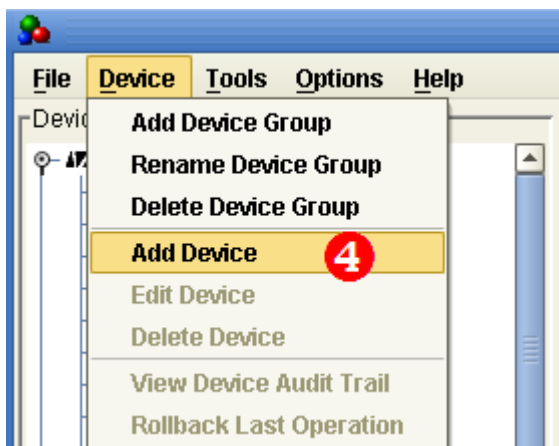 File Device Tools Options Help
Devic
Add Device Group
Rename Device Group
Delete Device Group
Add Device 4
Edit Device
Delete Device
View Device Audit Trail
Rollback Last Operation